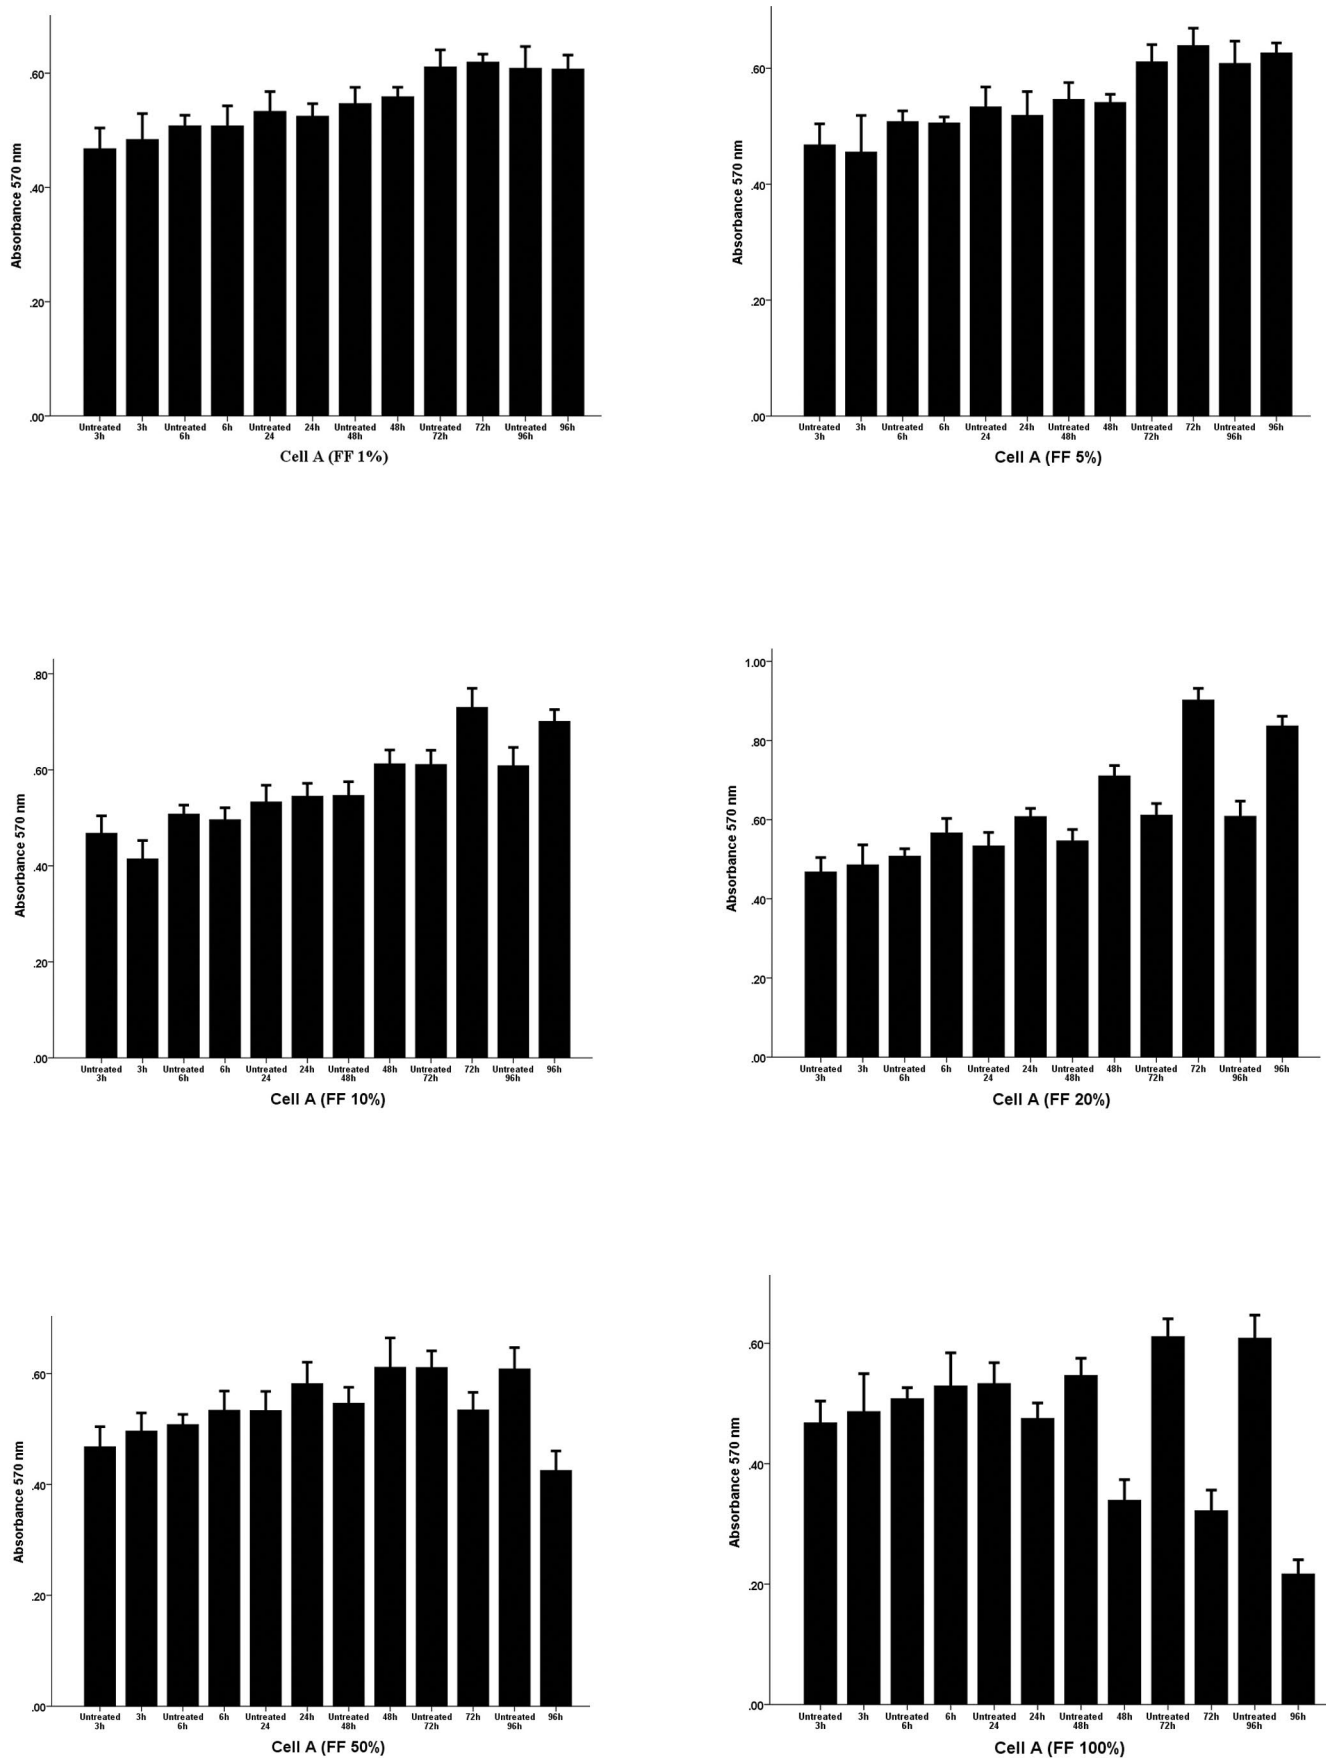 Absorbance 570 nm
.60
.40
.20
.00
Untreated 3h Untreated 6h Untreated 24h Untreated 48h Untreated 72h Untreated 96h
3h 6h 24 48h 72h 96h
Cell A (FF 1%)
Absorbance 570 nm
.60
.40
.20
.00
Untreated 3h Untreated 6h Untreated 24h Untreated 48h Untreated 72h Untreated 96h
3h 6h 24 48h 72h 96h
Cell A (FF 5%)
Absorbance 570 nm
.80
.60
.40
.20
.00
Untreated 3h Untreated 6h Untreated 24h Untreated 48h Untreated 72h Untreated 96h
3h 6h 24 48h 72h 96h
Cell A (FF 10%)
Absorbance 570 nm
1.00
.80
.60
.40
.20
.00
Untreated 3h Untreated 6h Untreated 24h Untreated 48h Untreated 72h Untreated 96h
3h 6h 24 48h 72h 96h
Cell A (FF 20%)
Absorbance 570 nm
.60
.40
.20
.00
Untreated 3h Untreated 6h Untreated 24h Untreated 48h Untreated 72h Untreated 96h
3h 6h 24 48h 72h 96h
Cell A (FF 50%)
Absorbance 570 nm
.60
.40
.20
.00
Untreated 3h Untreated 6h Untreated 24h Untreated 48h Untreated 72h Untreated 96h
3h 6h 24 48h 72h 96h
Cell A (FF 100%)